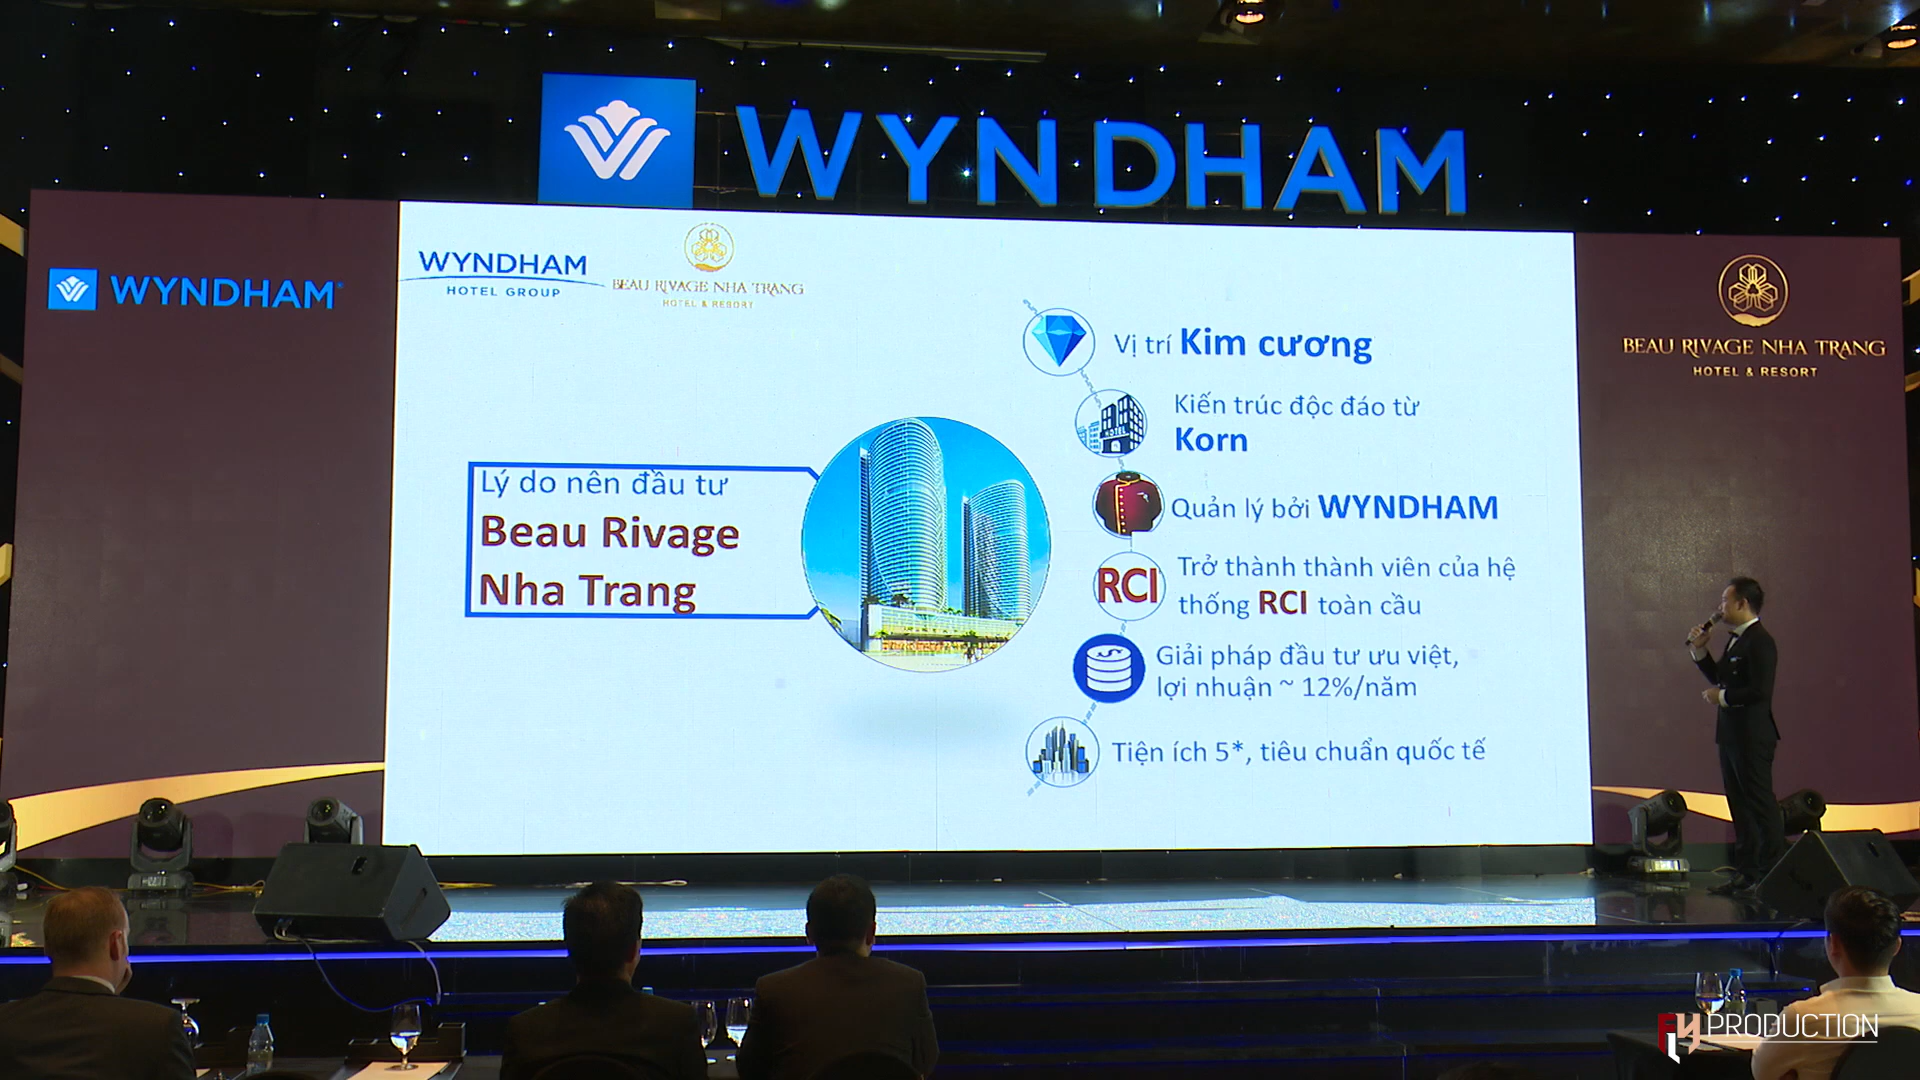 WYNDHAM
WYNDHAM
WYNDHAM
HOTEL GROUP
BEAU RIVAGE NHA TRANG
HOTEL & RESORT
BEAU RIVAGE NHA TRANG
HOTEL & RESORT
Lý do nên đầu tư
Beau Rivage
Nha Trang
Vị trí Kim cương
Kiến trúc độc đáo từ
Korn
HOTEL
Quản lý bởi WYNDHAM
RCI
Trở thành thành viên của hệ
thống RCI toàn cầu
Giải pháp đầu tư ưu việt,
lợi nhuận ~ 12%/năm
Tiện ích 5*, tiêu chuẩn quốc tế
PRODUCTION